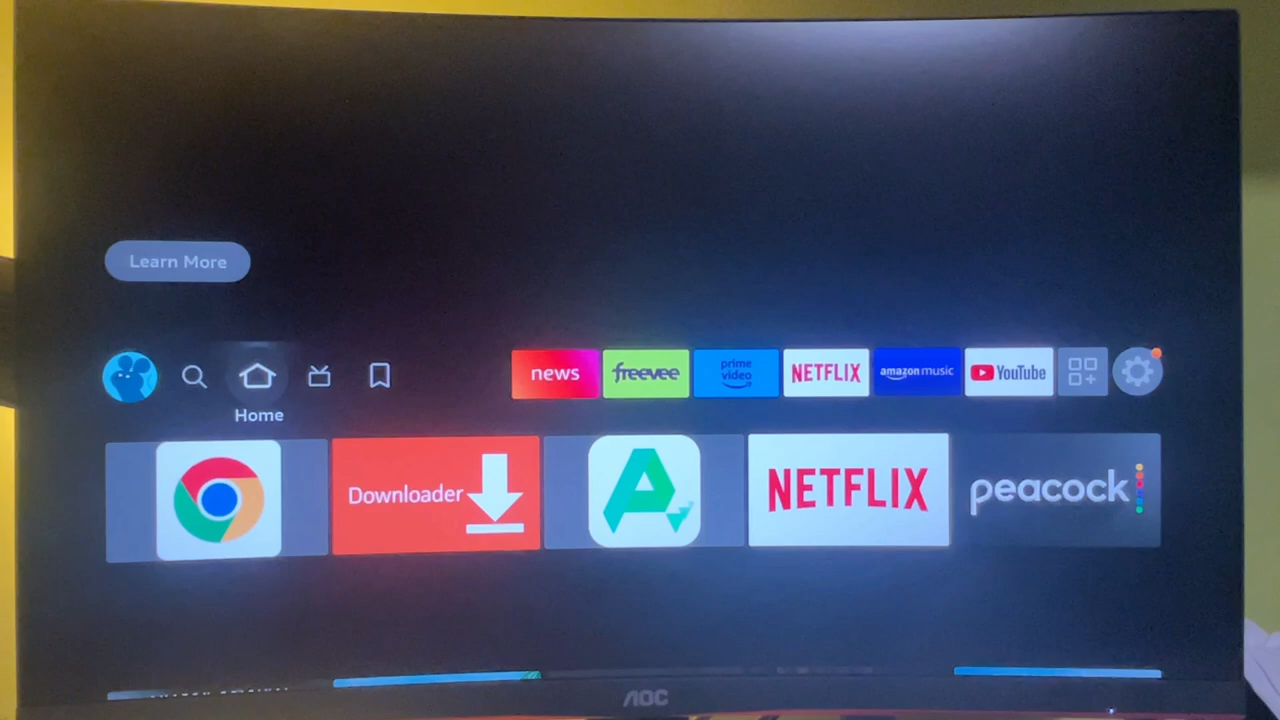 Learn More
news
freevee
prime video
NETFLIX
amazon music
YouTube
Home
Downloader
NETFLIX
peacock
AOC